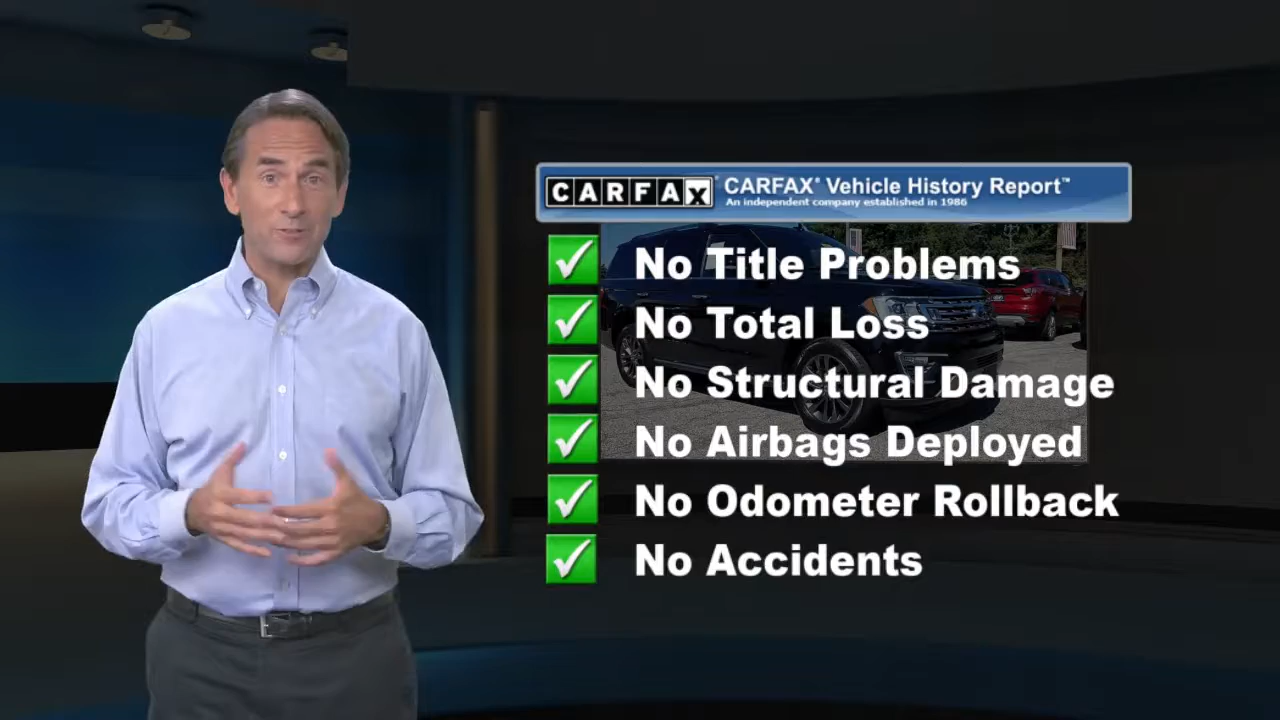 CARFAX® CARFAX® Vehicle History Report™
An independent company established in 1986
No Title Problems
No Total Loss
No Structural Damage
No Airbags Deployed
No Odometer Rollback
No Accidents